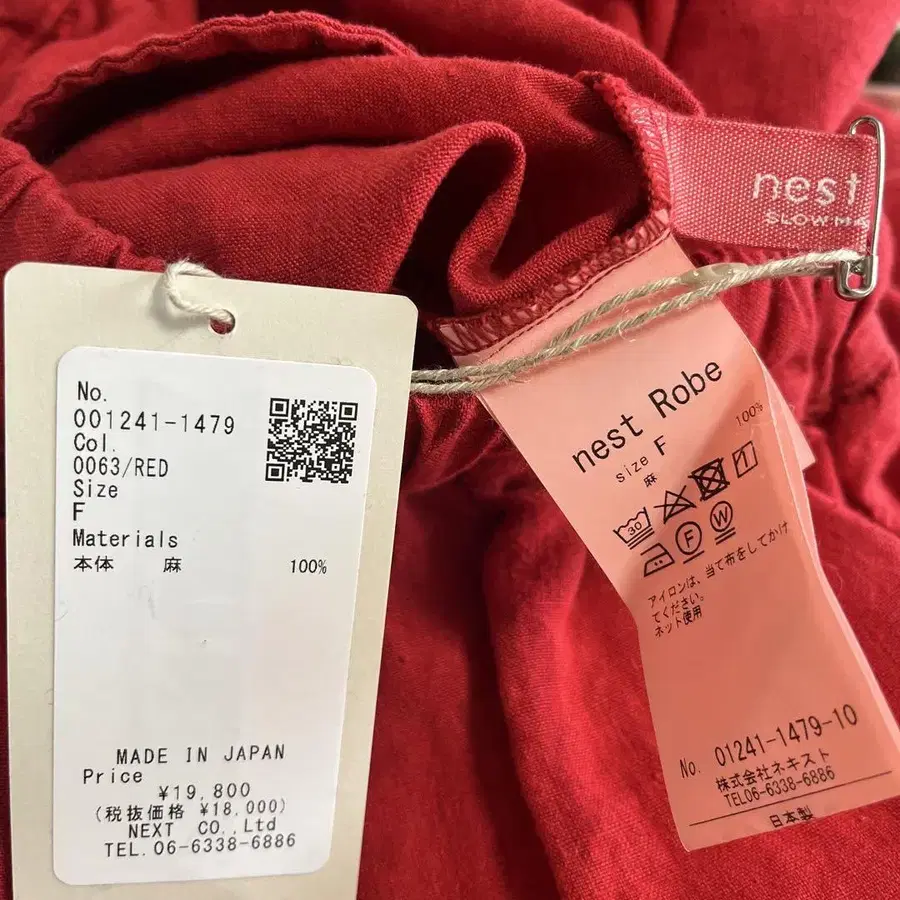 No.
001241-1479
Col.
0063/RED
Size
F
Materials
本体 麻 100%
MADE IN JAPAN
Price
¥19,800
(税抜価格 ¥18,000)
NEXT CO.,Ltd
TEL.06-6338-6886
nest
SLOW MA
nest Robe
size F
麻 100%
30
F W
アイロンは、当て布をしてかけ
てください。
ネット使用
No. 01241-1479-10
株式会社ネキスト
TEL06-6338-6886
日本製